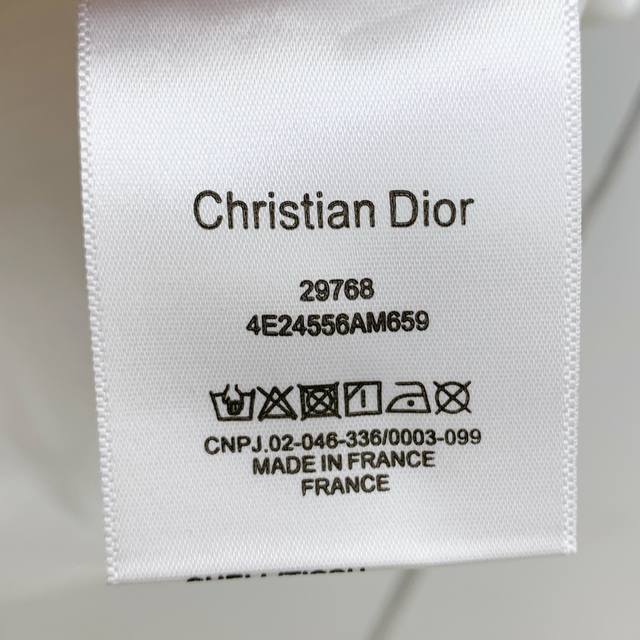 Christian Dior
29768
4E24556AM659
CNPJ.02-046-336/0003-099
MADE IN FRANCE
FRANCE